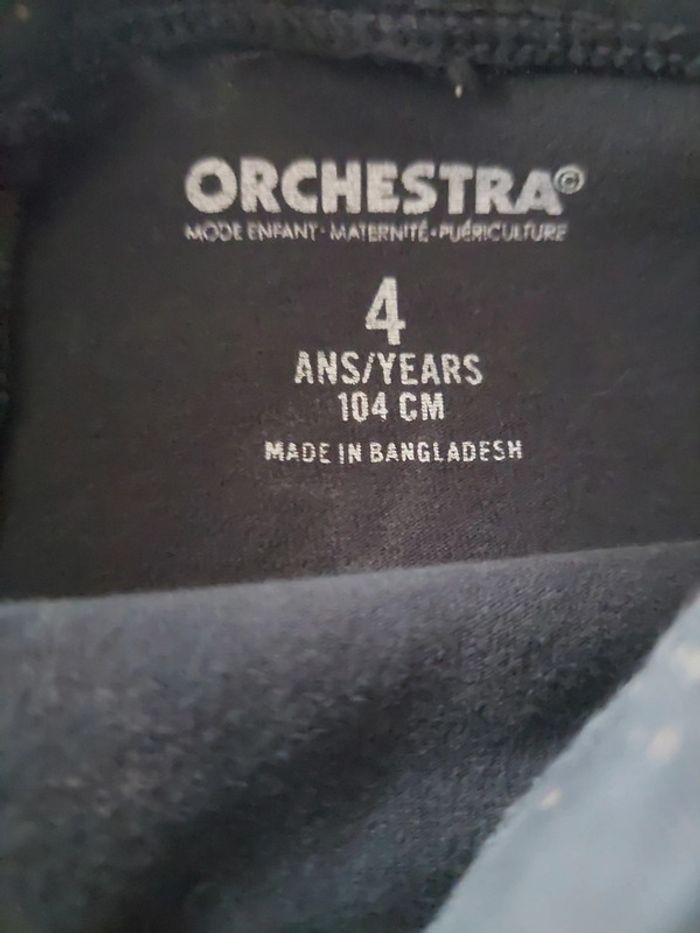 ORCHESTRA©
MODE ENFANT • MATERNITÉ • PUÉRICULTURE
4
ANS/YEARS
104 CM
MADE IN BANGLADESH